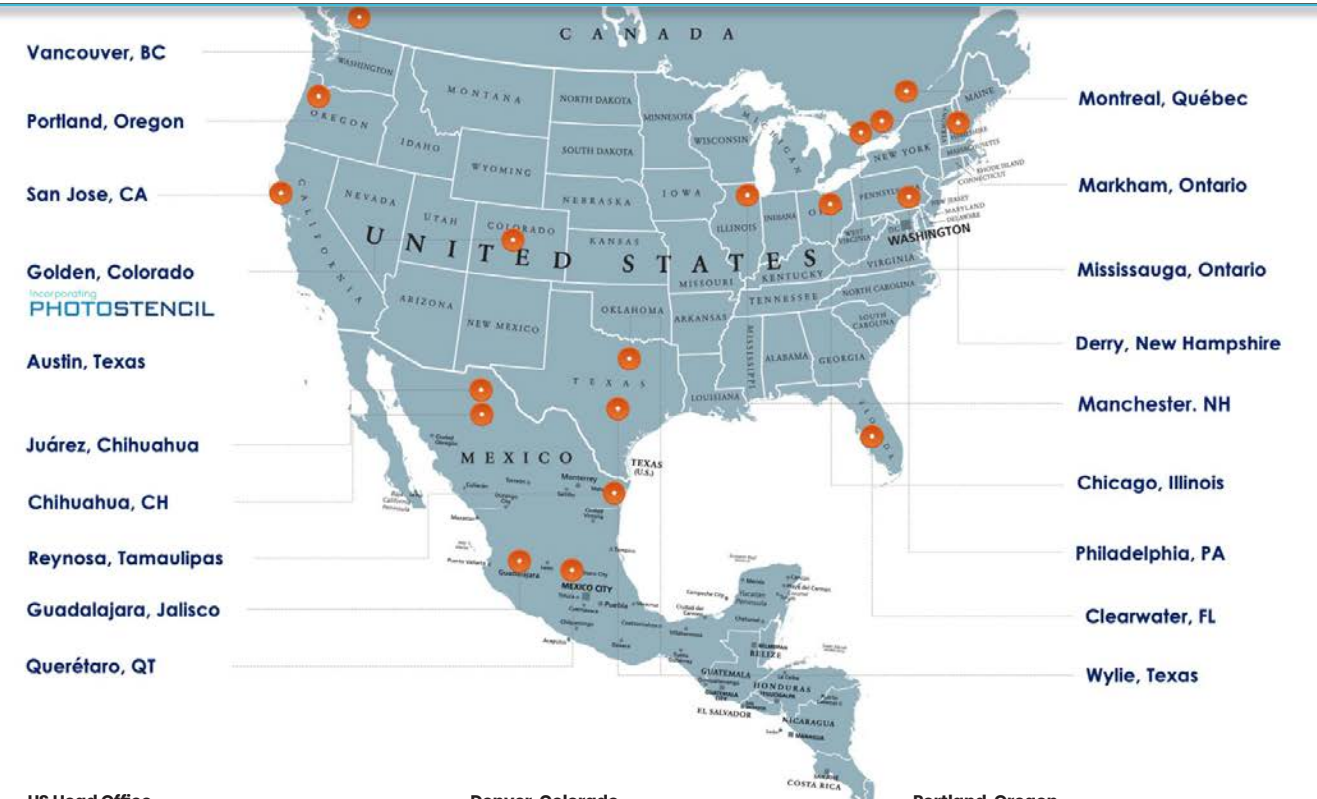 Vancouver, BC
Portland, Oregon
San Jose, CA
Golden, Colorado
Incorporating
PHOTOSTENCIL
Austin, Texas
Juárez, Chihuahua
Chihuahua, CH
Reynosa, Tamaulipas
Guadalajara, Jalisco
Querétaro, QT
CANADA
WASHINGTON
MONTANA
NORTH DAKOTA
MINNESOTA
MICHIGAN
MAINE
OREGON
IDAHO
SOUTH DAKOTA
WISCONSIN
NEW YORK
MASSACHUSETTS
RHODE ISLAND
CONNECTICUT
WYOMING
NEBRASKA
IOWA
PENNSYLVANIA
NEW JERSEY
MARYLAND
DELAWARE
CALIFORNIA
NEVADA
UTAH
COLORADO
KANSAS
ILLINOIS
INDIANA
WEST VIRGINIA
DC
WASHINGTON
UNITED STATES
MISSOURI
KENTUCKY
VIRGINIA
ARIZONA
NEW MEXICO
OKLAHOMA
ARKANSAS
TENNESSEE
NORTH CAROLINA
SOUTH CAROLINA
MISSISSIPPI
ALABAMA
GEORGIA
TEXAS
LOUISIANA
FLORIDA
MEXICO
TEXAS
(U.S.)
Monterrey
Guadalajara
MEXICO CITY
Puebla
BELIZE
GUATEMALA
HONDURAS
EL SALVADOR
NICARAGUA
COSTA RICA
Montreal, Québec
Markham, Ontario
Mississauga, Ontario
Derry, New Hampshire
Manchester. NH
Chicago, Illinois
Philadelphia, PA
Clearwater, FL
Wylie, Texas
US Head Office
Denver, Colorado
Portland, Oregon